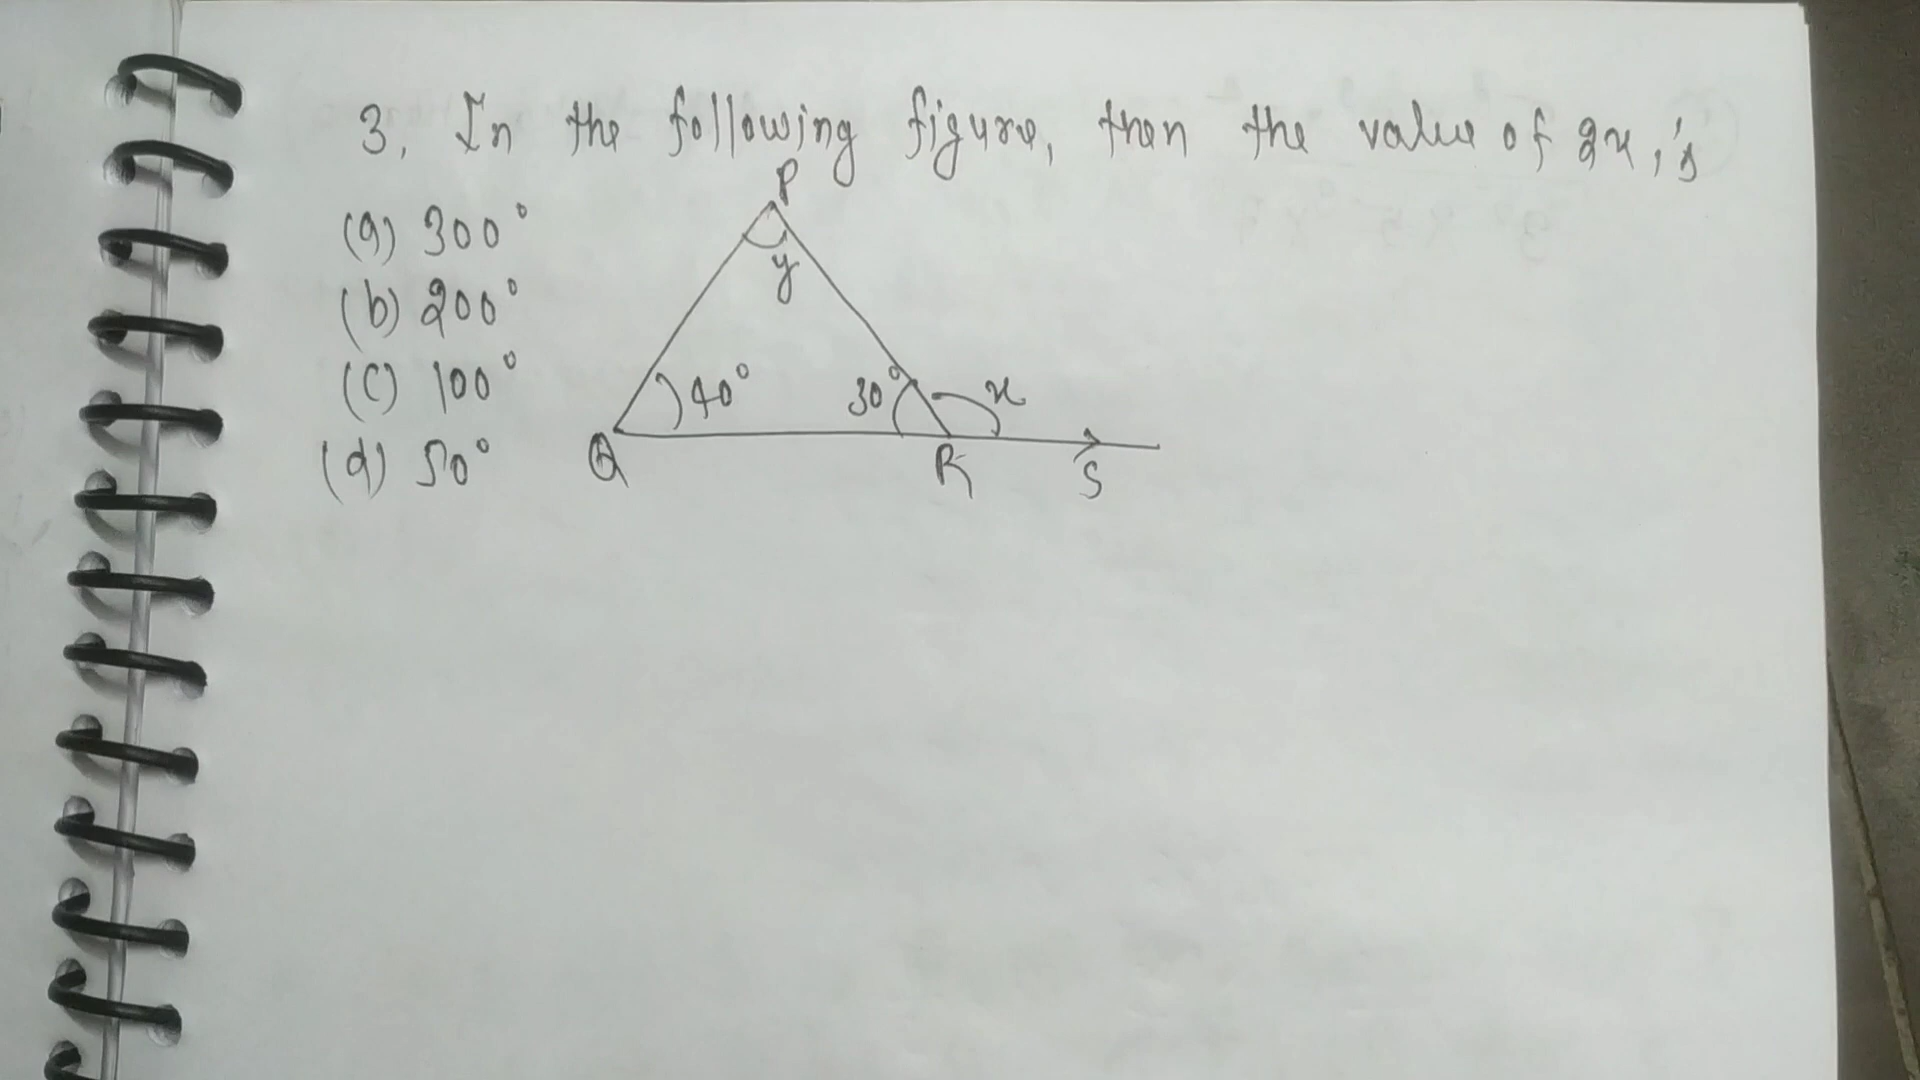 3. In the following figure, then the value of 2x, is
P
(a) 300°
(b) 200°
y
(c) 100°
40°
30°
x
(d) 50°
Q
R
S